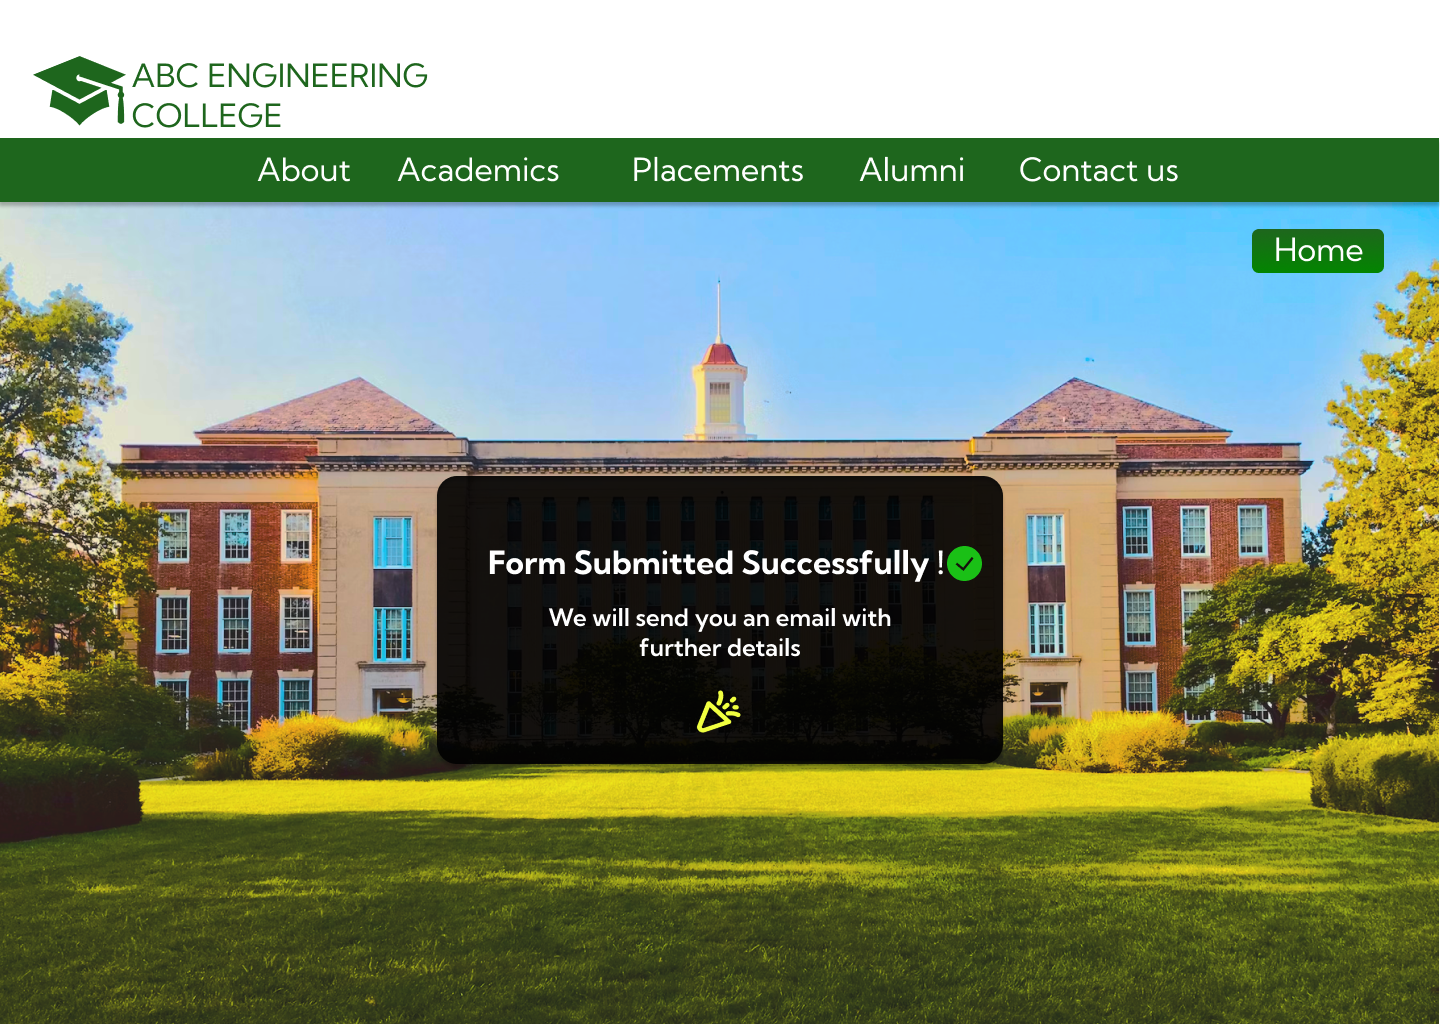 ABC ENGINEERING
COLLEGE
About Academics Placements Alumni Contact us
Home
Form Submitted Successfully !
We will send you an email with
further details